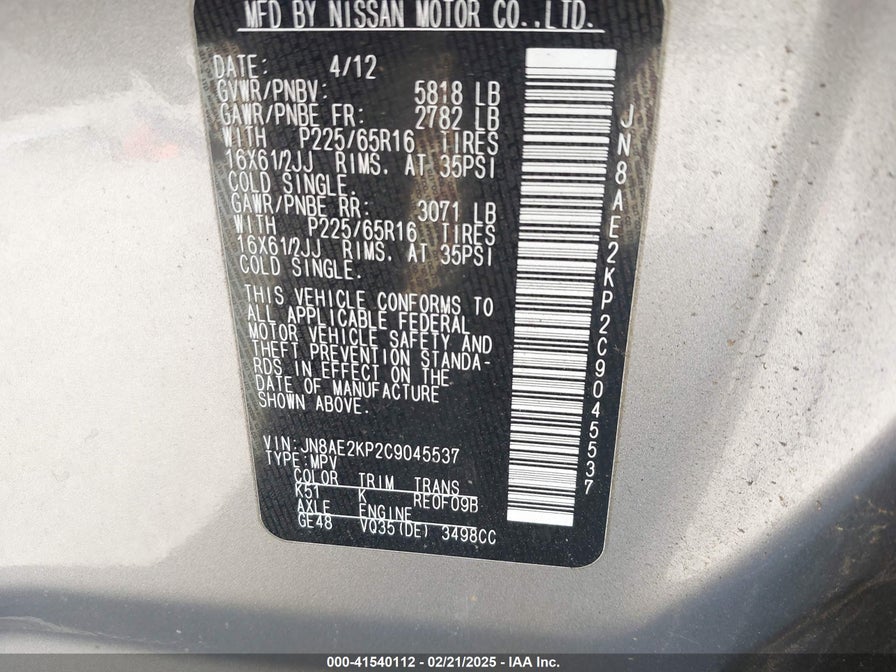 MFD BY NISSAN MOTOR CO.,LTD.
DATE: 4/12
GVWR/PNBV: 5818 LB
GAWR/PNBE FR: 2782 LB
WITH P225/65R16 TIRES
16X61/2JJ RIMS. AT 35PSI
COLD SINGLE.
GAWR/PNBE RR: 3071 LB
WITH P225/65R16 TIRES
16X61/2JJ RIMS. AT 35PSI
COLD SINGLE.
THIS VEHICLE CONFORMS TO
ALL APPLICABLE FEDERAL
MOTOR VEHICLE SAFETY AND
THEFT PREVENTION STANDA-
RDS IN EFFECT ON THE
DATE OF MANUFACTURE
SHOWN ABOVE.
VIN:JN8AE2KP2C9045537
TYPE:MPV
COLOR TRIM TRANS
K51 K RE0F09B
AXLE ENGINE
GE48 VQ35(DE) 3498CC
JN8AE2KP2C9045537
000-41540112 - 02/21/2025 - IAA Inc.